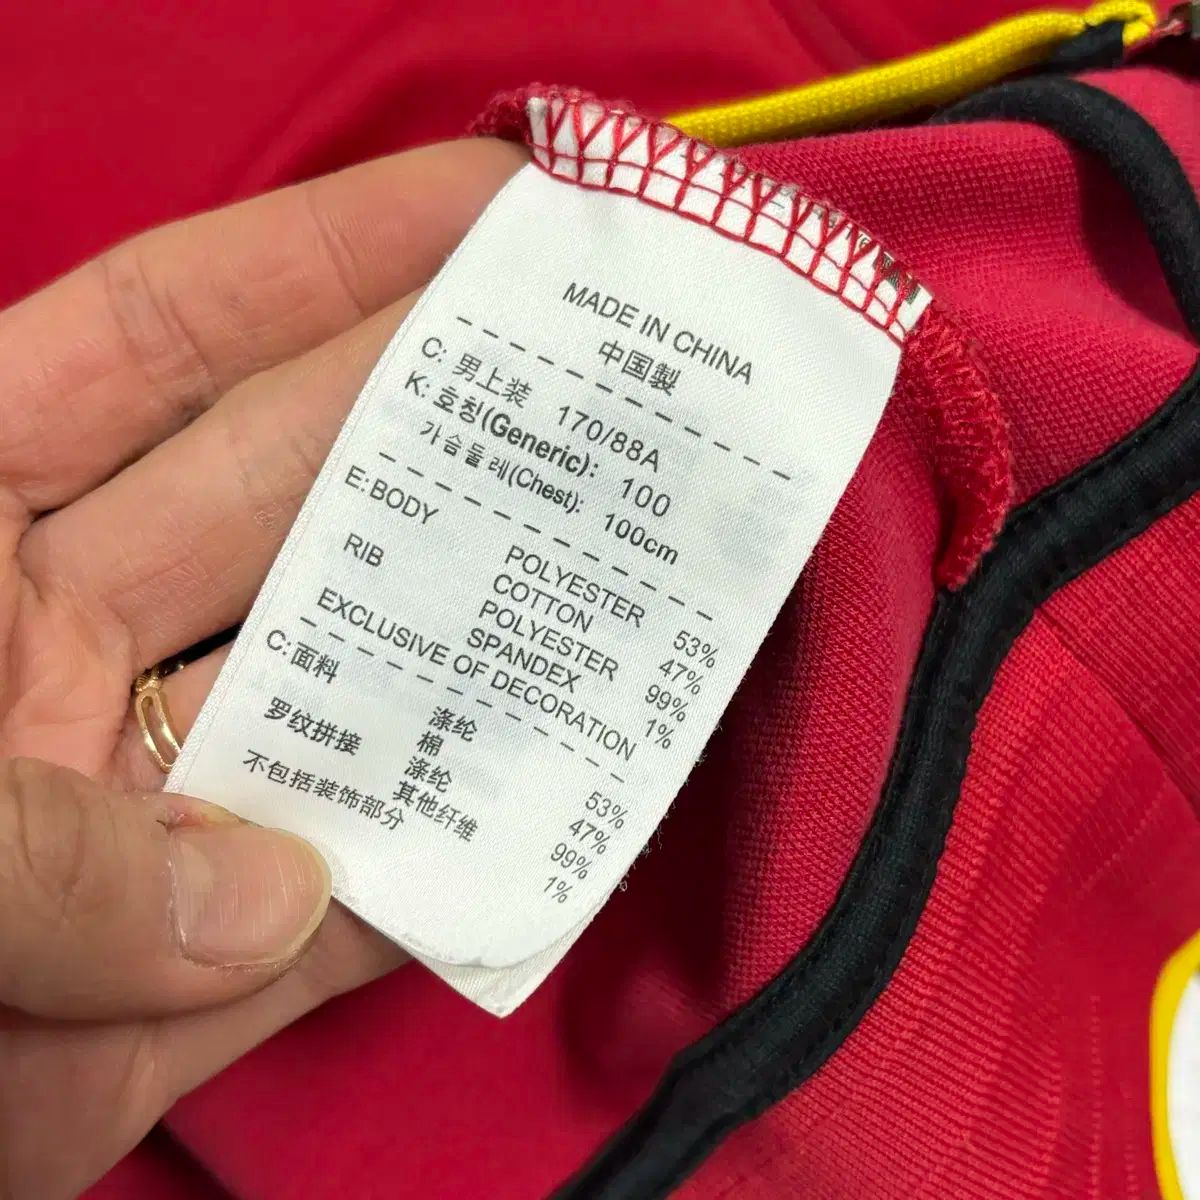 MADE IN CHINA
中国製
C: 男上装 170/88A
K: 호칭(Generic): 100
가슴둘레(Chest): 100cm
E:BODY POLYESTER 53%
COTTON 47%
RIB POLYESTER 99%
SPANDEX 1%
EXCLUSIVE OF DECORATION
C:面料 涤纶 53%
棉 47%
罗纹拼接 涤纶 99%
其他纤维 1%
不包括装饰部分